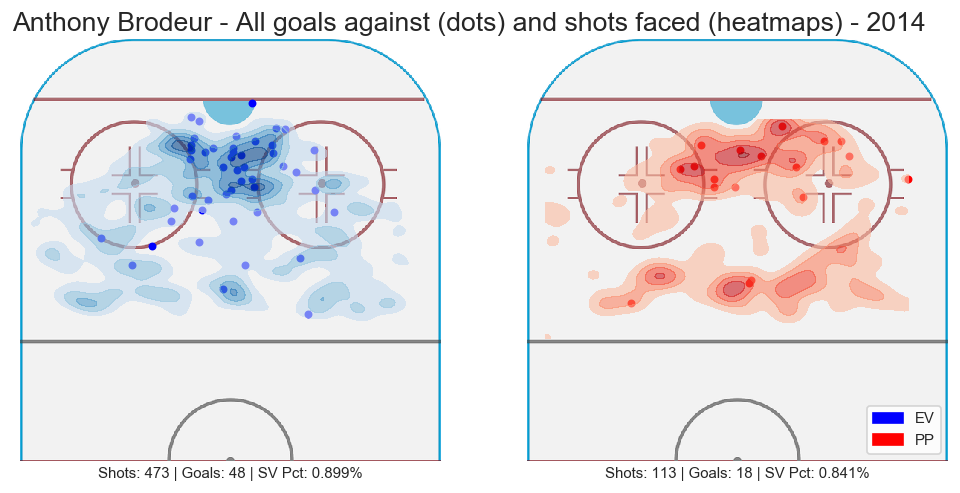 Anthony Brodeur - All goals against (dots) and shots faced (heatmaps) - 2014
EV
PP
Shots: 473 | Goals: 48 | SV Pct: 0.899%
Shots: 113 | Goals: 18 | SV Pct: 0.841%